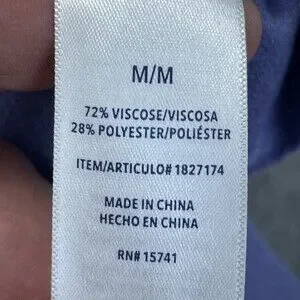 M/M
72% VISCOSE/VISCOSA
28% POLYESTER/POLIÉSTER
ITEM/ARTICULO# 1827174
MADE IN CHINA
HECHO EN CHINA
RN# 15741